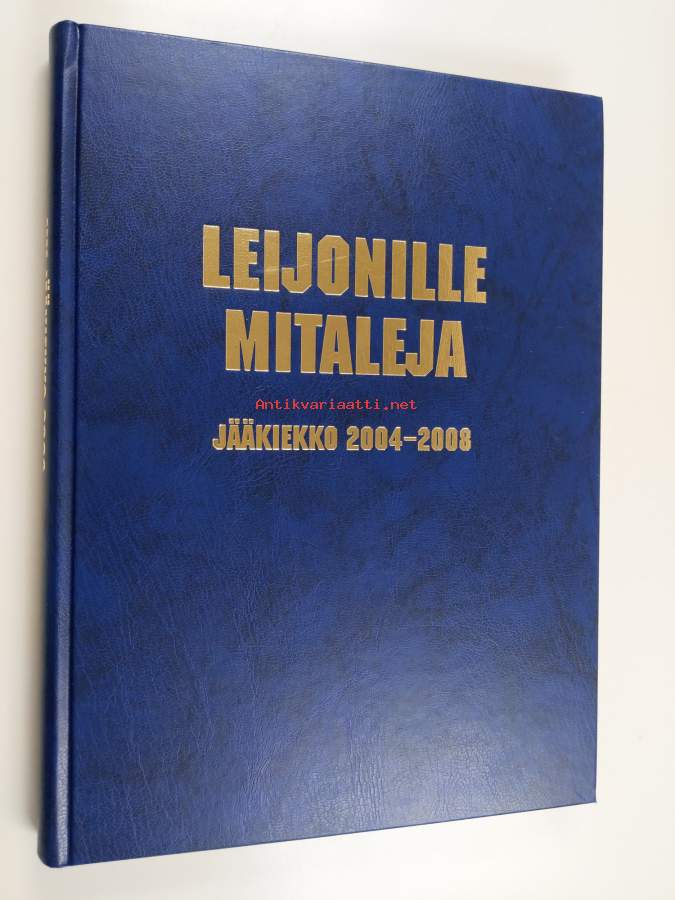 LEIJONILLE
MITALEJA
Antikvariaatti.net
JÄÄKIEKKO 2004–2008